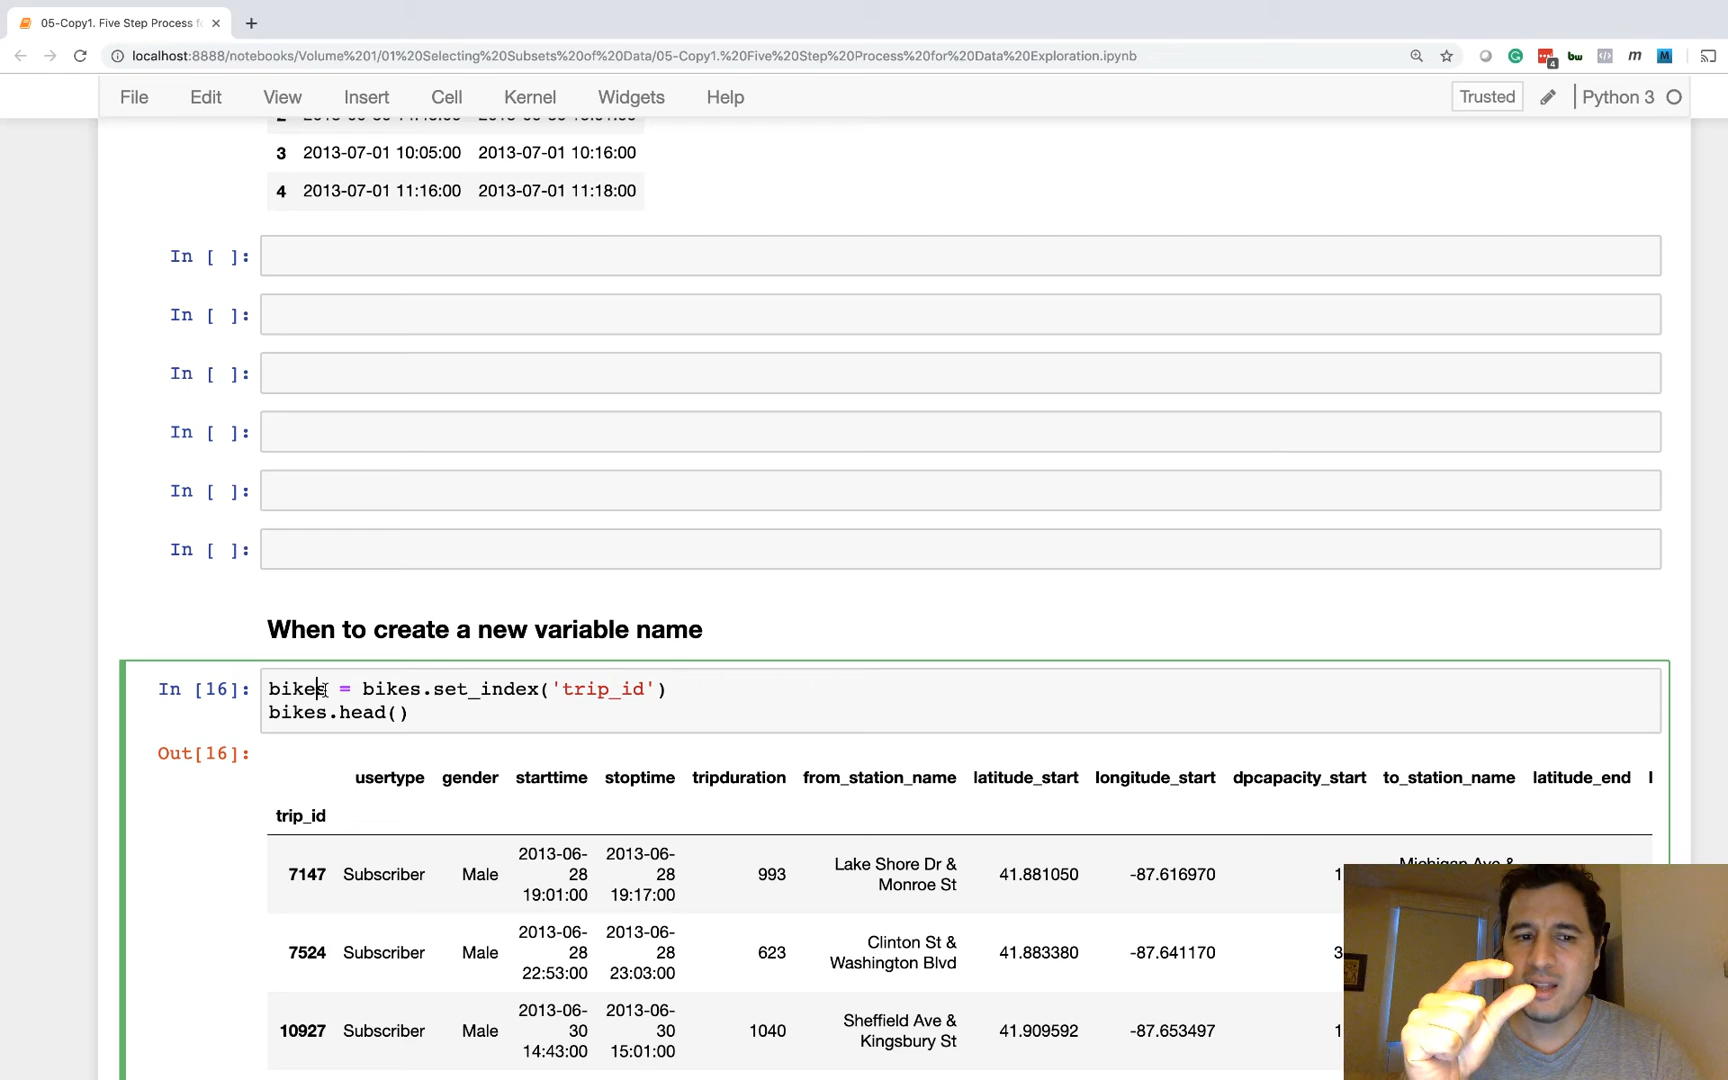 05-Copy1. Five Step Process fo
localhost:8888/notebooks/Volume%201/01%20Selecting%20Subsets%20of%20Data/05-Copy1.%20Five%20Step%20Process%20for%20Data%20Exploration.ipynb
4 bw m M
File Edit View Insert Cell Kernel Widgets Help Trusted Python 3
3 2013-07-01 10:05:00 2013-07-01 10:16:00
4 2013-07-01 11:16:00 2013-07-01 11:18:00
In [ ]:
In [ ]:
In [ ]:
In [ ]:
In [ ]:
In [ ]:
When to create a new variable name
In [16]: bikes = bikes.set_index('trip_id')
bikes.head()
Out[16]:
usertype gender starttime stoptime tripduration from_station_name latitude_start longitude_start dpcapacity_start to_station_name latitude_end l
trip_id
2013-06- 2013-06- Lake Shore Dr & Michigan Ave &
7147 Subscriber Male 28 28 993 Monroe St 41.881050 -87.616970 1
19:01:00 19:17:00
2013-06- 2013-06- Clinton St &
7524 Subscriber Male 28 28 623 Washington Blvd 41.883380 -87.641170 3
22:53:00 23:03:00
2013-06- 2013-06- Sheffield Ave &
10927 Subscriber Male 30 30 1040 Kingsbury St 41.909592 -87.653497 1
14:43:00 15:01:00